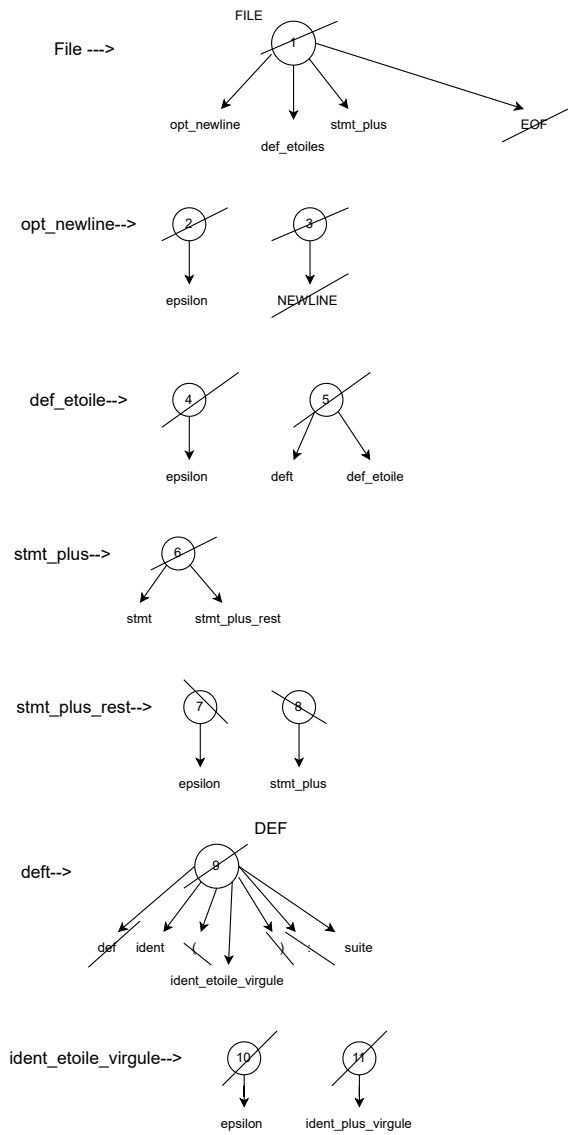 FILE
File --->
1
opt_newline
stmt_plus
EOF
def_etoiles
opt_newline-->
2
3
epsilon
NEWLINE
def_etoile-->
4
5
epsilon
deft
def_etoile
stmt_plus-->
6
stmt
stmt_plus_rest
stmt_plus_rest-->
7
8
epsilon
stmt_plus
DEF
deft-->
9
def
ident
(
)
:
suite
ident_etoile_virgule
ident_etoile_virgule-->
10
11
epsilon
ident_plus_virgule